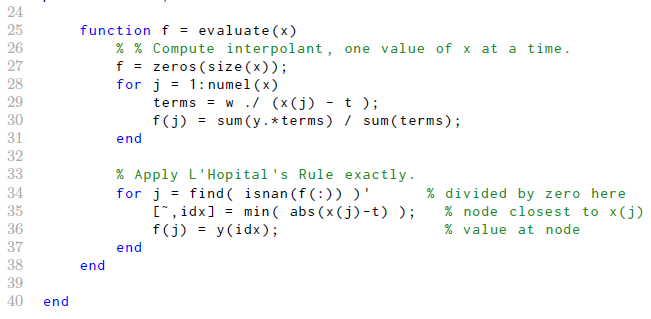 24
25 function f = evaluate(x)
26 % % Compute interpolant, one value of x at a time.
27 f = zeros(size(x));
28 for j = 1:numel(x)
29 terms = w ./ (x(j) - t );
30 f(j) = sum(y.*terms) / sum(terms);
31 end
32
33 % Apply L'Hopital's Rule exactly.
34 for j = find( isnan(f(:)) )' % divided by zero here
35 [~,idx] = min( abs(x(j)-t) ); % node closest to x(j)
36 f(j) = y(idx); % value at node
37 end
38 end
39
40 end